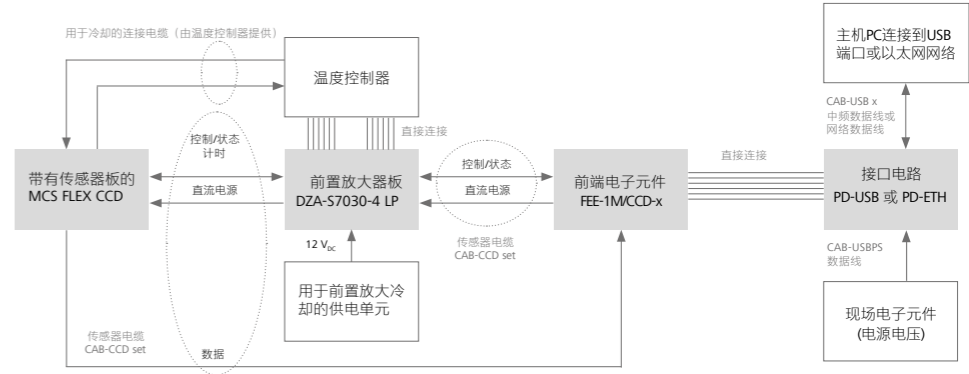 用于冷却的连接电缆（由温度控制器提供）
温度控制器
主机PC连接到USB
端口或以太网网络
CAB-USB x
中频数据线或
网络数据线
直接连接
控制/状态
计时
直流电源
带有传感器板的
MCS FLEX CCD
前置放大器板
DZA-S7030-4 LP
控制/状态
直流电源
前端电子元件
FEE-1M/CCD-x
直接连接
接口电路
PD-USB 或 PD-ETH
12 VDC
传感器电缆
CAB-CCD set
CAB-USBPS
数据线
用于前置放大冷
却的供电单元
现场电子元件
(电源电压)
传感器电缆
CAB-CCD set
数据